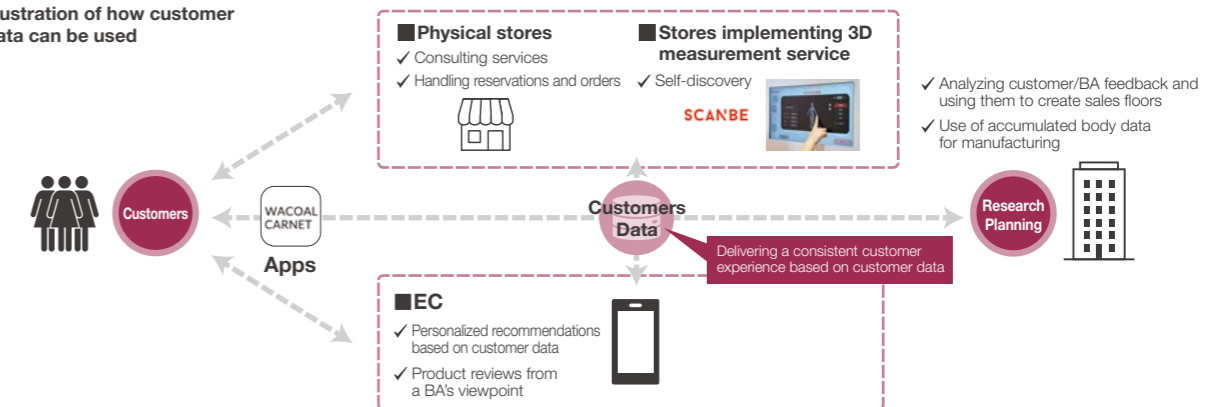 ustration of how customer
ata can be used
■Physical stores
✓ Consulting services
✓ Handling reservations and orders
■Stores implementing 3D
measurement service
✓ Self-discovery
SCANBE
✓ Analyzing customer/BA feedback and
using them to create sales floors
✓ Use of accumulated body data
for manufacturing
Customers
WACOAL
CARNET
Apps
Customers
Data
Research
Planning
Delivering a consistent customer
experience based on customer data
■EC
✓ Personalized recommendations
based on customer data
✓ Product reviews from
a BA's viewpoint